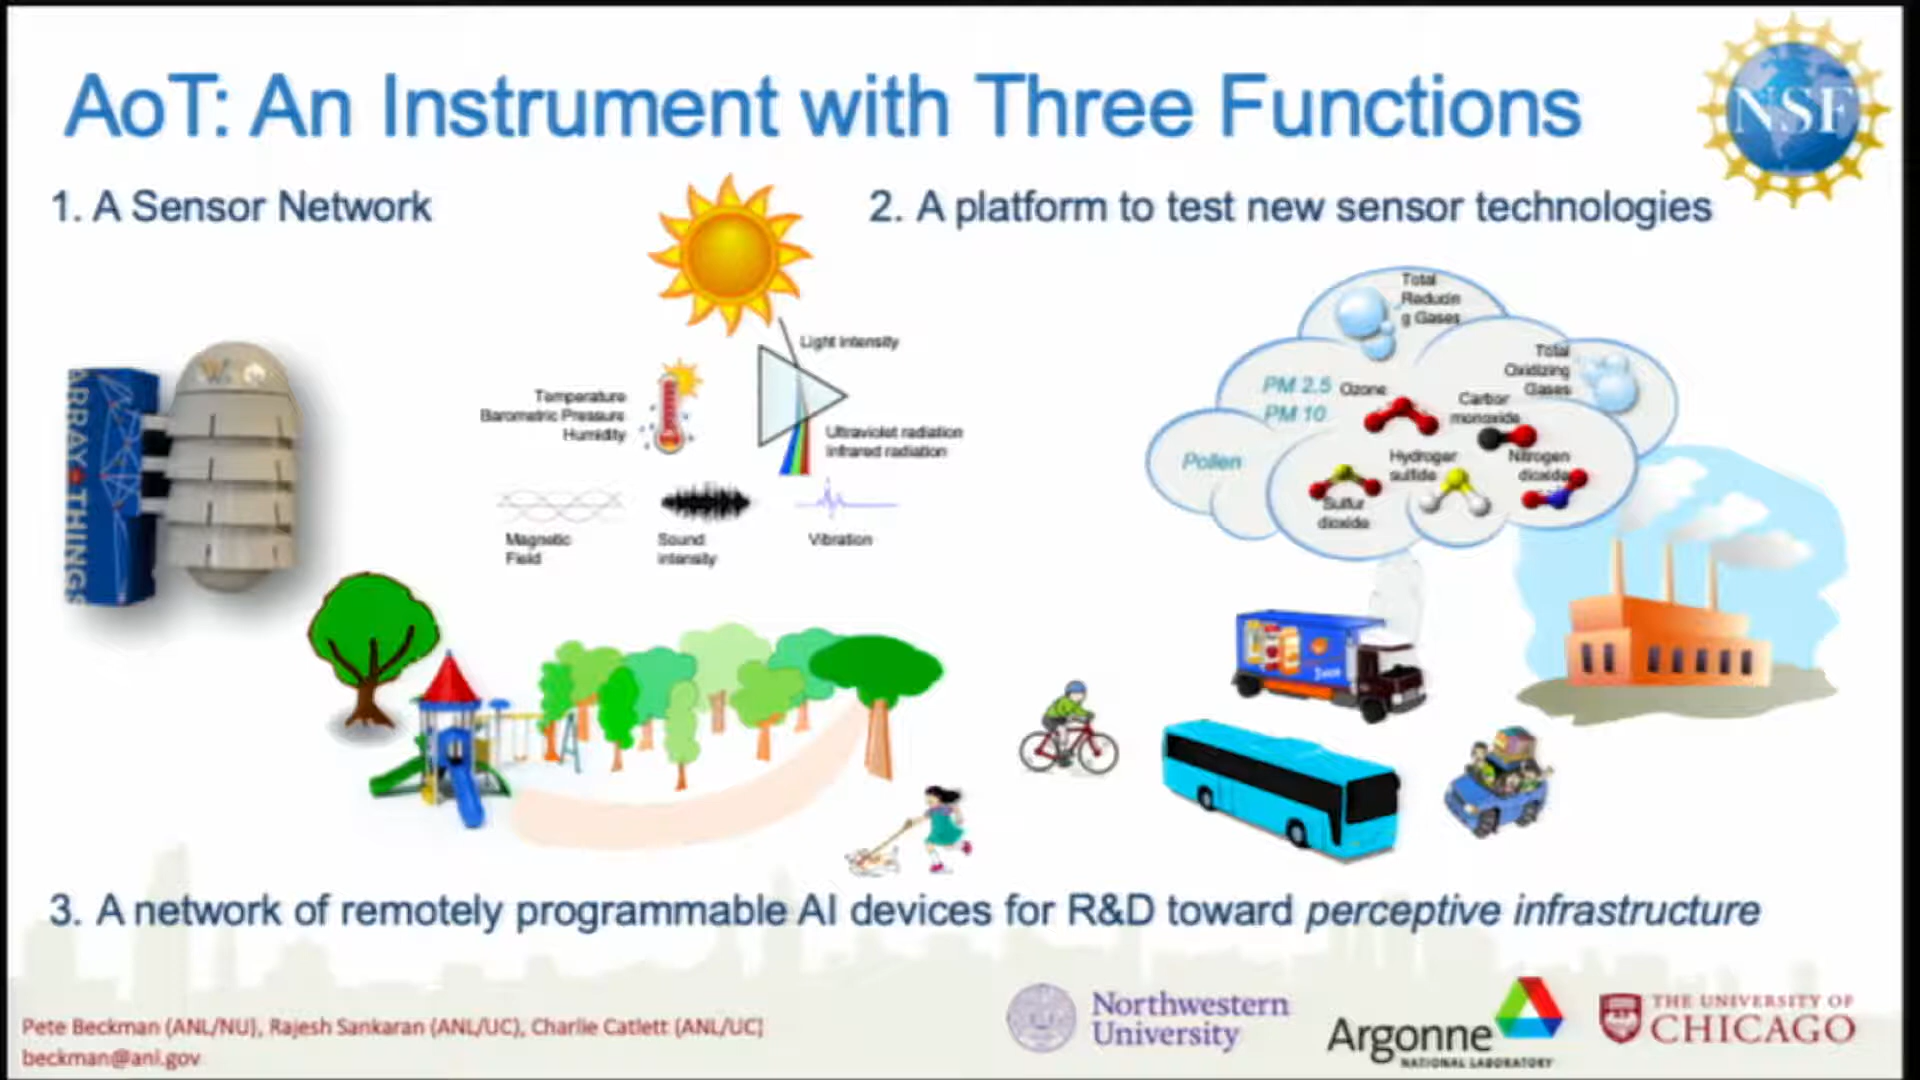 AoT: An Instrument with Three Functions
NSF
1. A Sensor Network
2. A platform to test new sensor technologies
ARRAY THINGS
Light Intensity
Temperature
Barometric Pressure
Humidity
Ultraviolet radiation
Infrared radiation
Magnetic
Field
Sound
Intensity
Vibration
Total
Reducin
g Gases
Total
Oxidizing
Gases
PM 2.5
PM 10
Ozone
Carbon
monoxide
Pollen
Hydrogen
sulfide
Nitrogen
dioxide
Sulfur
dioxide
3. A network of remotely programmable AI devices for R&D toward perceptive infrastructure
Pete Beckman (ANL/NU), Rajesh Sankaran (ANL/UC), Charlie Catlett (ANL/UC)
beckman@anl.gov
Northwestern
University
Argonne
NATIONAL LABORATORY
THE UNIVERSITY OF
CHICAGO